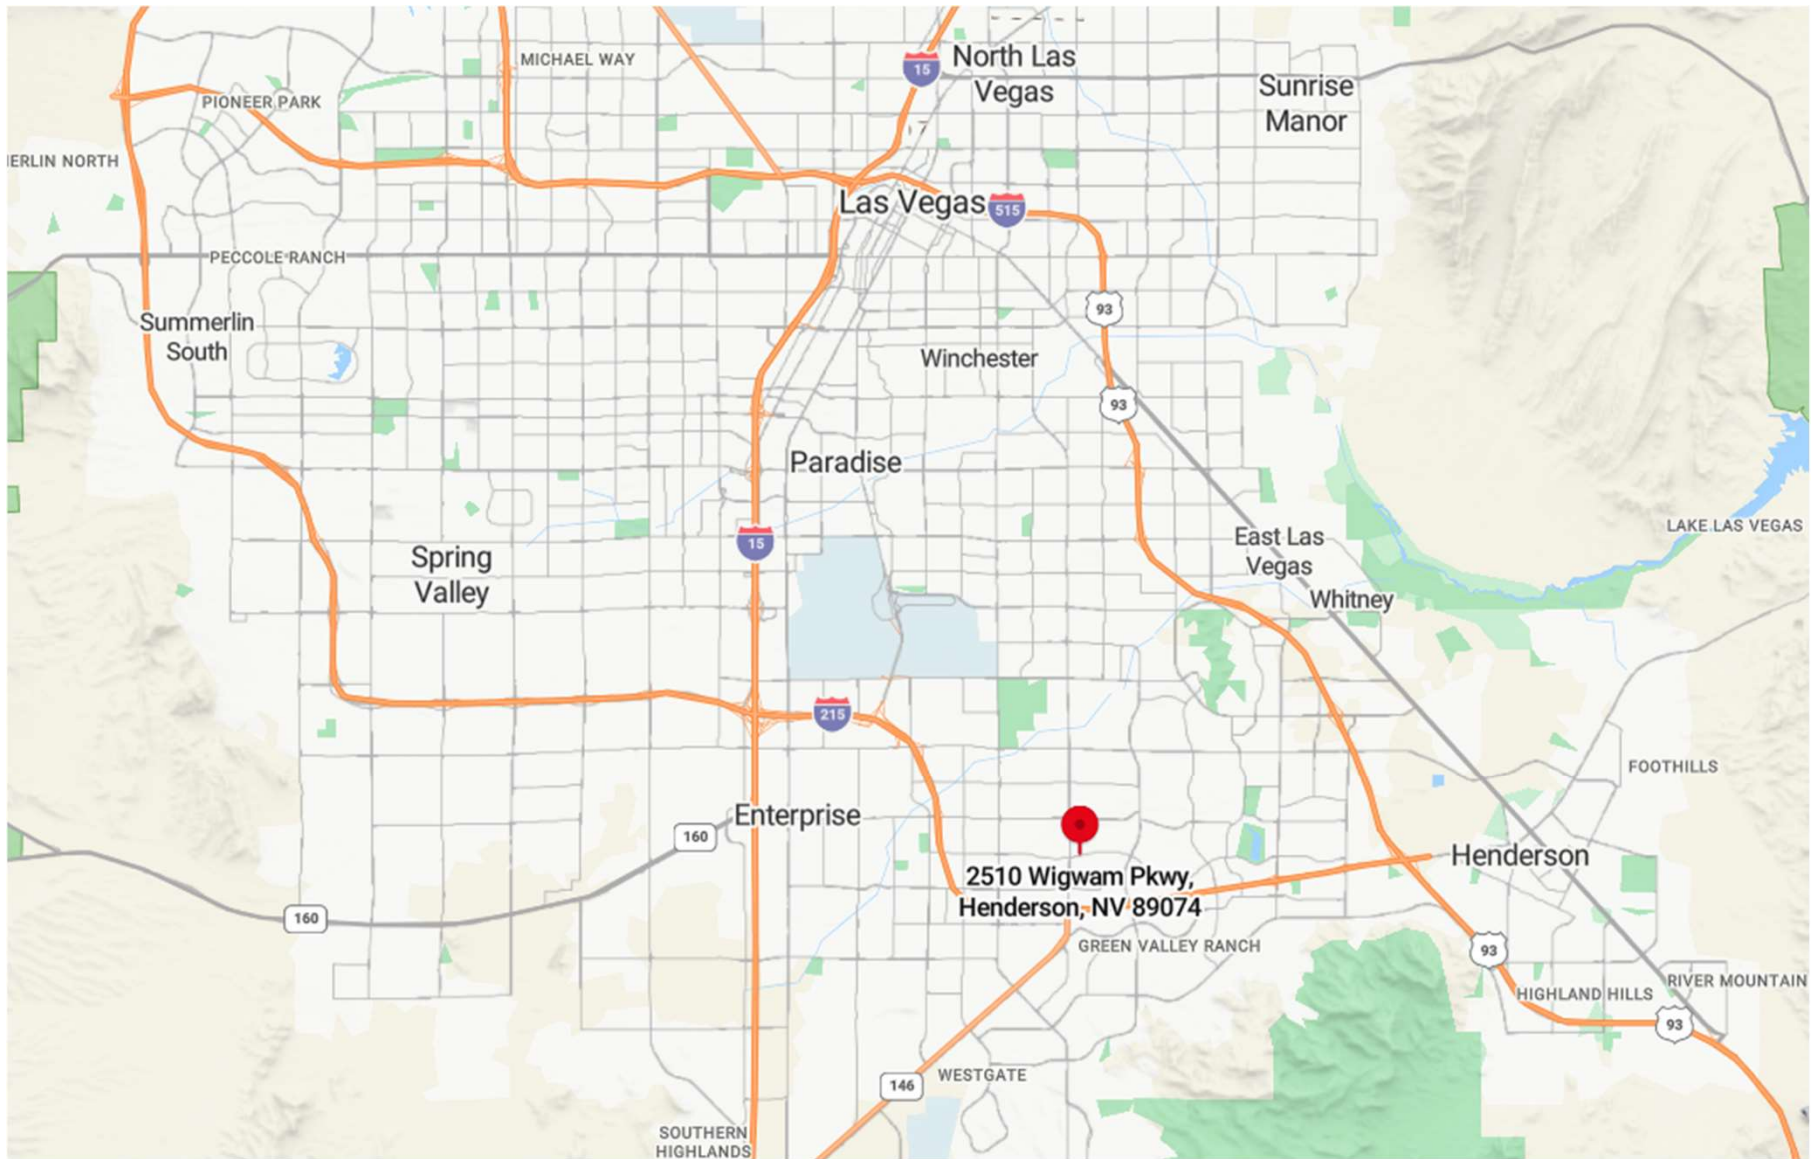 MICHAEL WAY
15
North Las
Vegas
Sunrise
Manor
PIONEER PARK
ERLIN NORTH
Las Vegas
515
PECCOLE RANCH
93
Summerlin
South
Winchester
93
Paradise
LAKE LAS VEGAS
15
East Las
Vegas
Spring
Valley
Whitney
215
FOOTHILLS
Enterprise
160
Henderson
2510 Wigwam Pkwy,
Henderson, NV 89074
160
GREEN VALLEY RANCH
93
RIVER MOUNTAIN
HIGHLAND HILLS
93
146
WESTGATE
SOUTHERN
HIGHLANDS